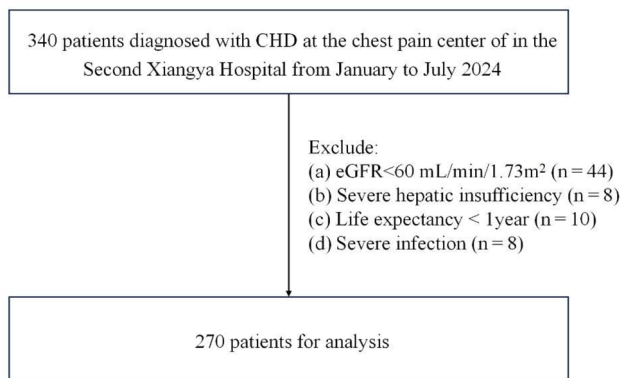 340 patients diagnosed with CHD at the chest pain center of in the
Second Xiangya Hospital from January to July 2024
Exclude:
(a) eGFR<60 mL/min/1.73m² (n = 44)
(b) Severe hepatic insufficiency (n = 8)
(c) Life expectancy < 1year (n = 10)
(d) Severe infection (n = 8)
270 patients for analysis